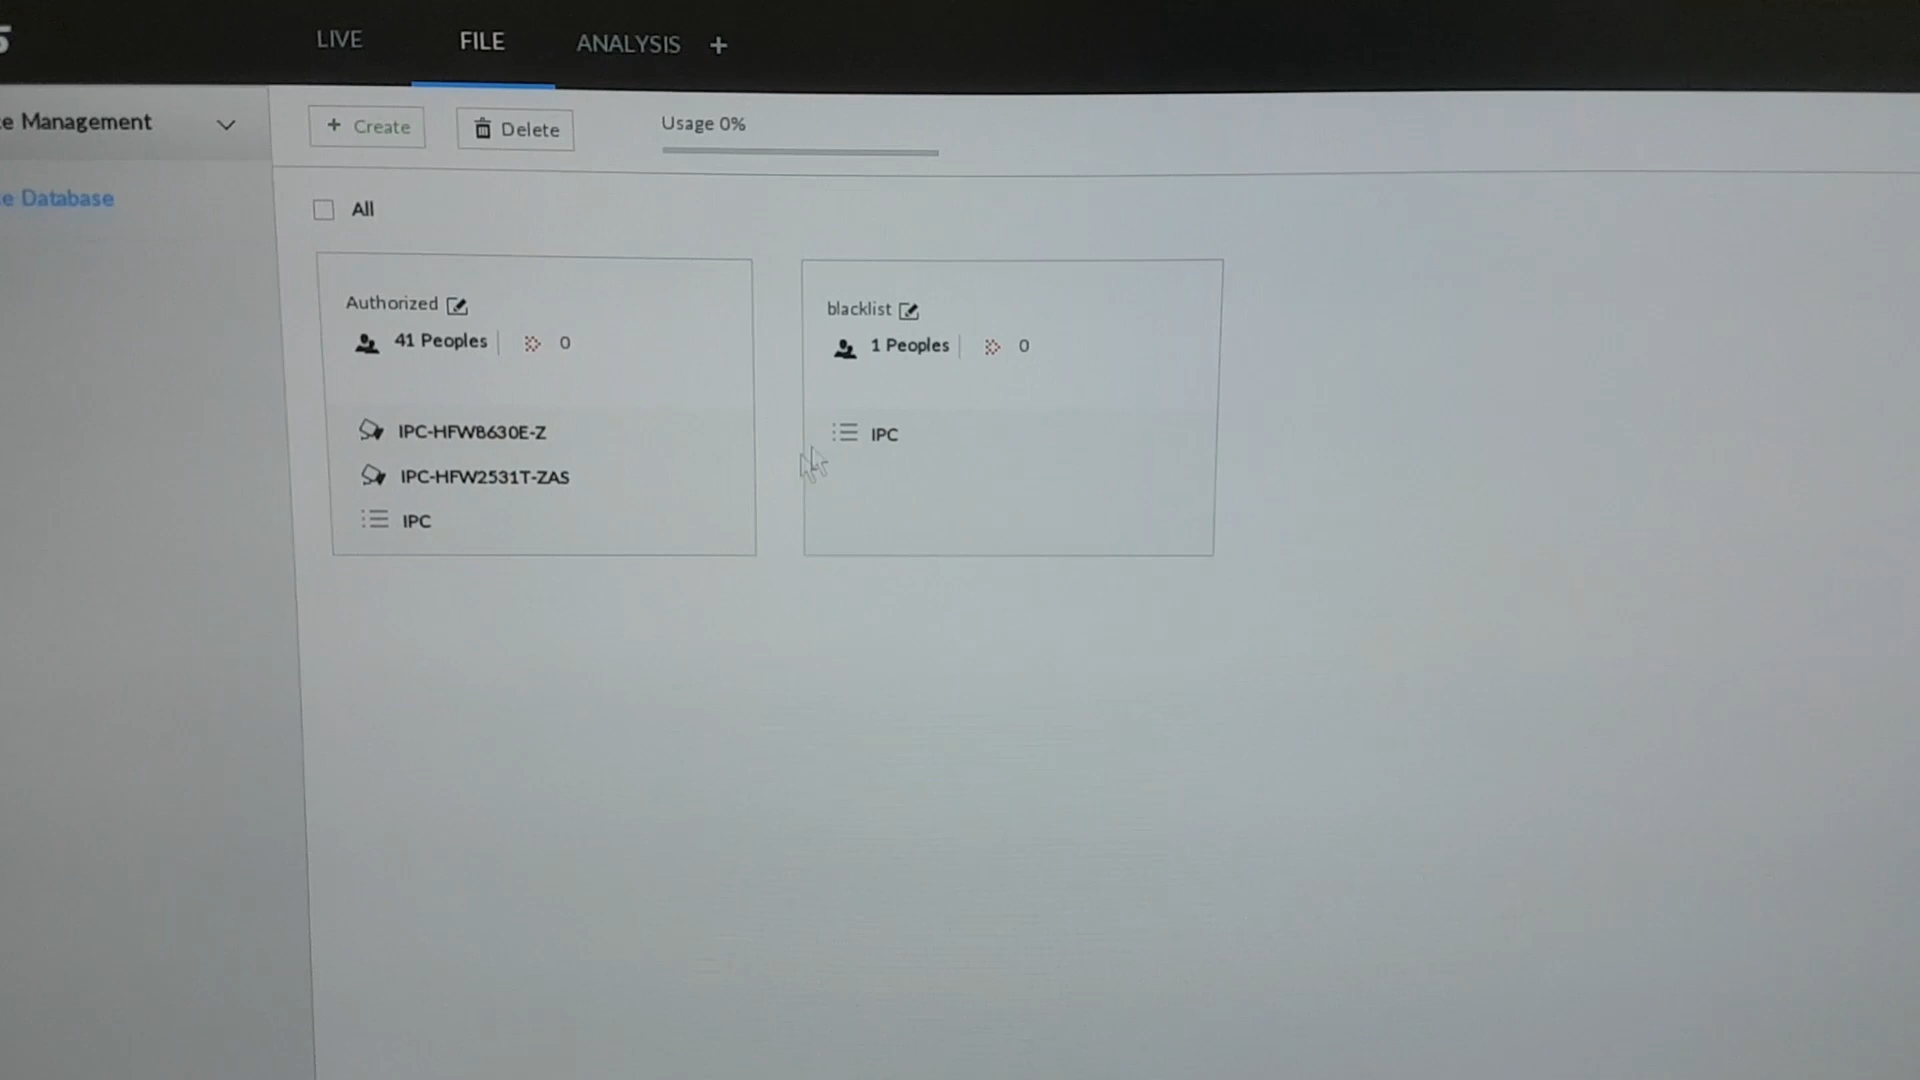 5
LIVE
FILE
ANALYSIS +
e Management
+ Create
Delete
Usage 0%
e Database
All
Authorized
41 Peoples
0
IPC-HFW8630E-Z
IPC-HFW2531T-ZAS
IPC
blacklist
1 Peoples
0
IPC